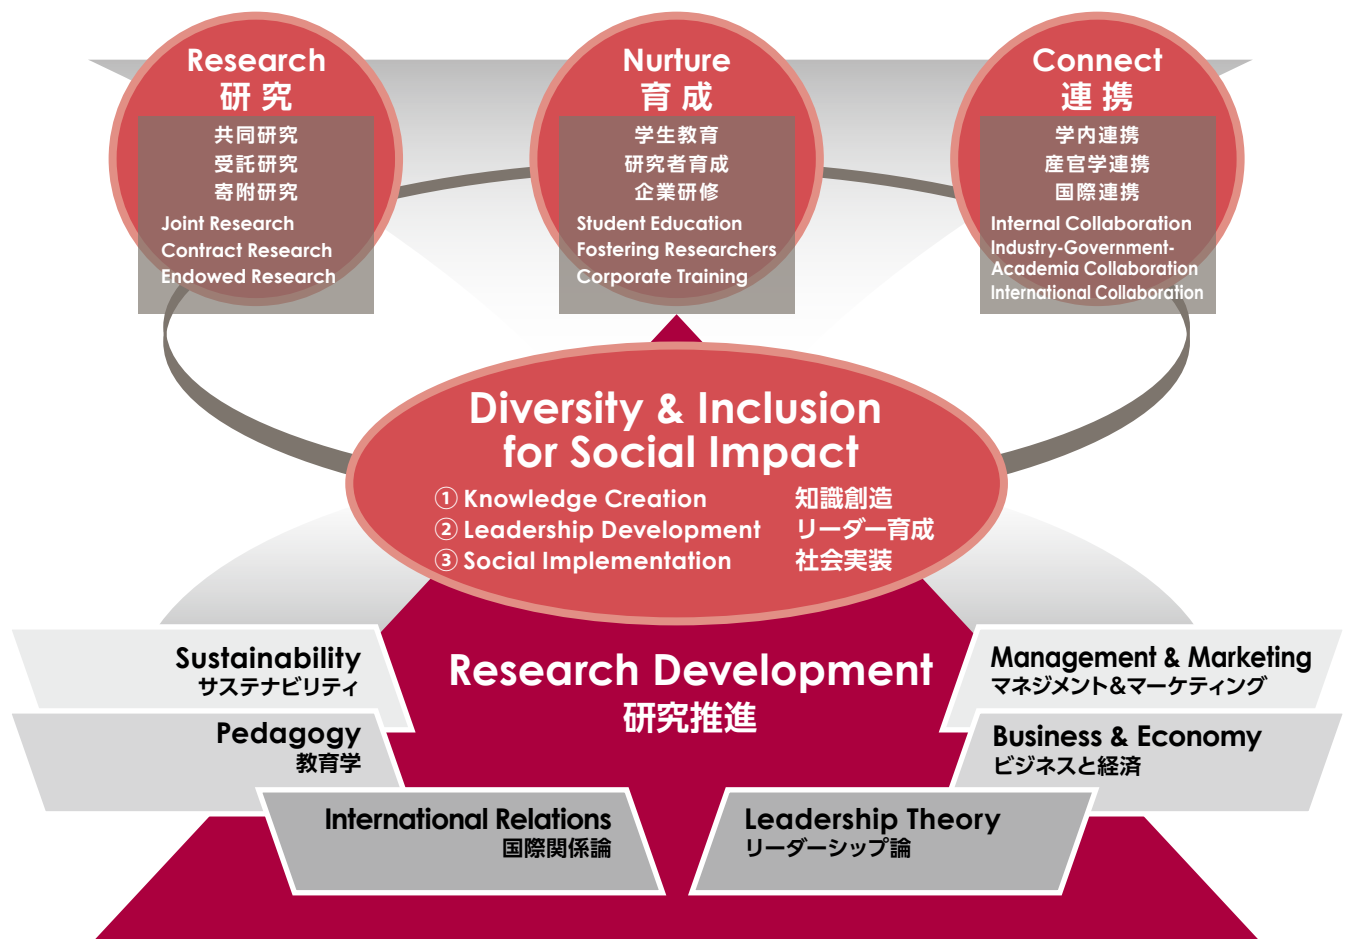 Research
研究
共同研究
受託研究
寄附研究
Joint Research
Contract Research
Endowed Research
Nurture
育成
学生教育
研究者育成
企業研修
Student Education
Fostering Researchers
Corporate Training
Connect
連携
学内連携
産官学連携
国際連携
Internal Collaboration
Industry-Government-
Academia Collaboration
International Collaboration
Diversity & Inclusion
for Social Impact
① Knowledge Creation 知識創造
② Leadership Development リーダー育成
③ Social Implementation 社会実装
Research Development
研究推進
Sustainability
サステナビリティ
Pedagogy
教育学
International Relations
国際関係論
Management & Marketing
マネジメント&マーケティング
Business & Economy
ビジネスと経済
Leadership Theory
リーダーシップ論